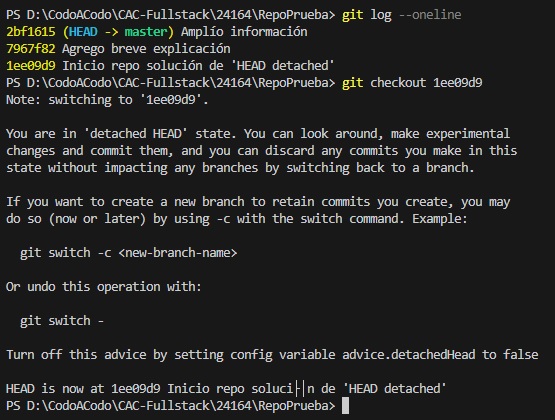 PS D:\CodoACodo\CAC-Fullstack\24164\RepoPrueba> git log --oneline
2bf1615 (HEAD -> master) Amplío información
7967f82 Agrego breve explicación
1ee09d9 Inicio repo solución de 'HEAD detached'
PS D:\CodoACodo\CAC-Fullstack\24164\RepoPrueba> git checkout 1ee09d9
Note: switching to '1ee09d9'.
You are in 'detached HEAD' state. You can look around, make experimental
changes and commit them, and you can discard any commits you make in this
state without impacting any branches by switching back to a branch.
If you want to create a new branch to retain commits you create, you may
do so (now or later) by using -c with the switch command. Example:
git switch -c <new-branch-name>
Or undo this operation with:
git switch -
Turn off this advice by setting config variable advice.detachedHead to false
HEAD is now at 1ee09d9 Inicio repo soluci├│n de 'HEAD detached'
PS D:\CodoACodo\CAC-Fullstack\24164\RepoPrueba>